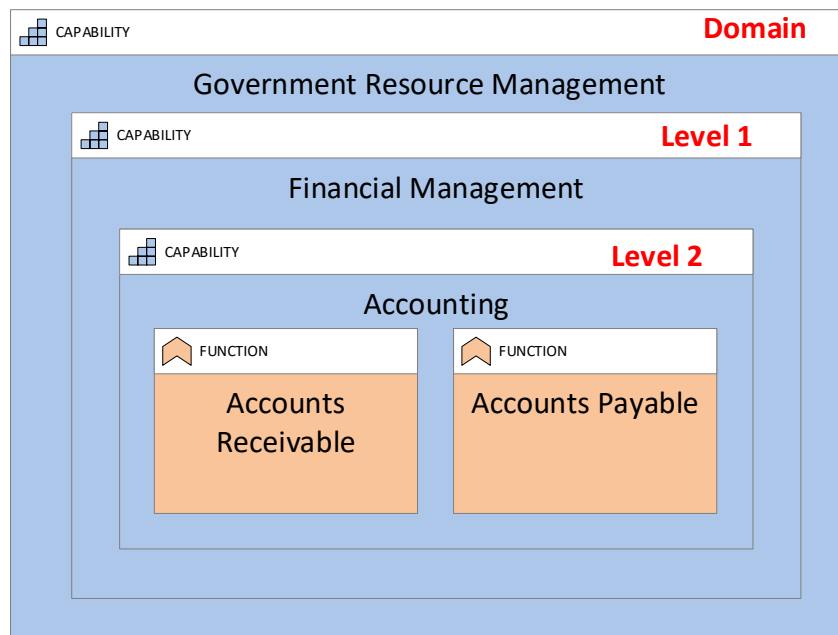 CAPABILITY
Domain
Government Resource Management
CAPABILITY
Level 1
Financial Management
CAPABILITY
Level 2
Accounting
FUNCTION
Accounts
Receivable
FUNCTION
Accounts Payable